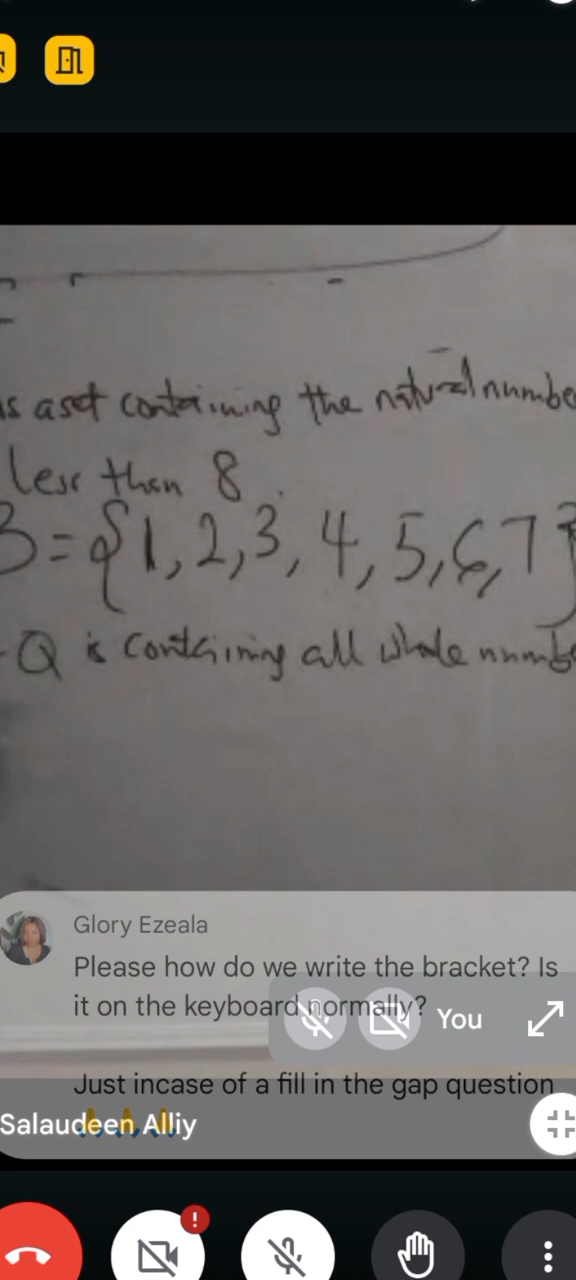 is a set containing the natural numbe
less than 8.
B = {1, 2, 3, 4, 5, 6, 7}
- Q is containing all whole numbe
Glory Ezeala
Please how do we write the bracket? Is
it on the keyboard normally?
You
Just incase of a fill in the gap question
🙏🙏🙏
Salaudeen Alliy
!